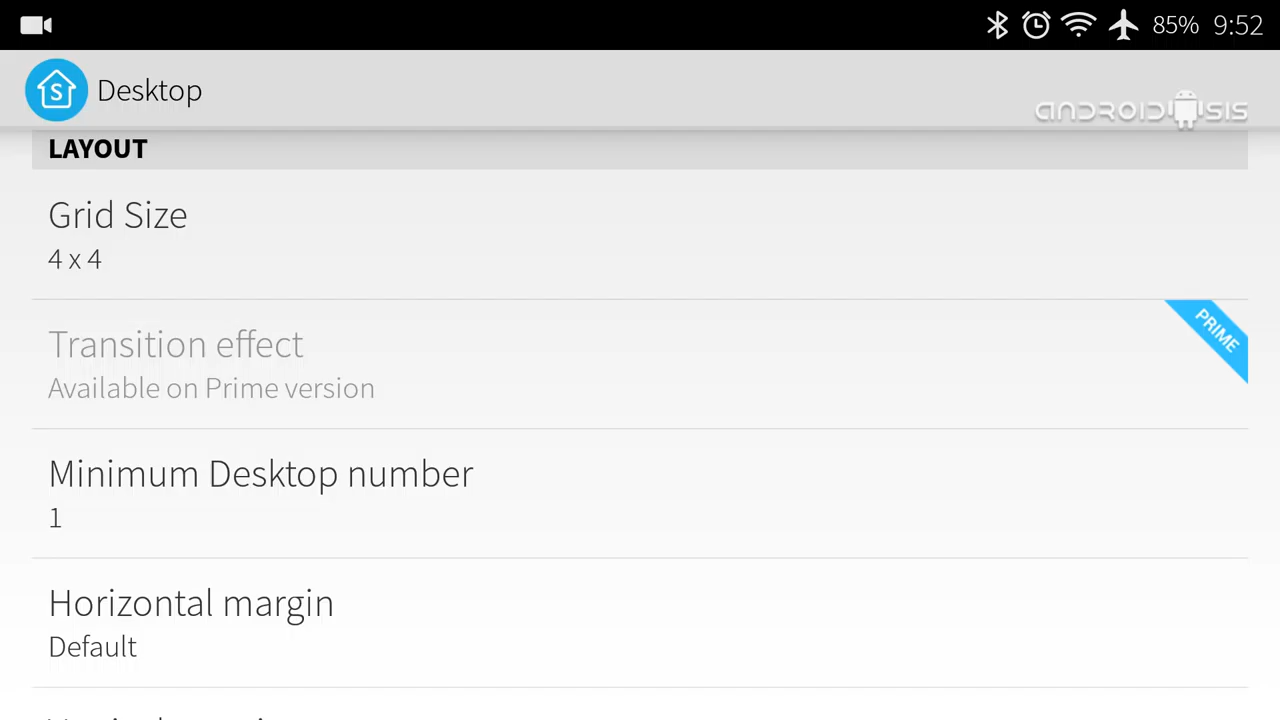 85% 9:52
S Desktop
ANDROIDSIS
LAYOUT
Grid Size
4 x 4
Transition effect
Available on Prime version
PRIME
Minimum Desktop number
1
Horizontal margin
Default